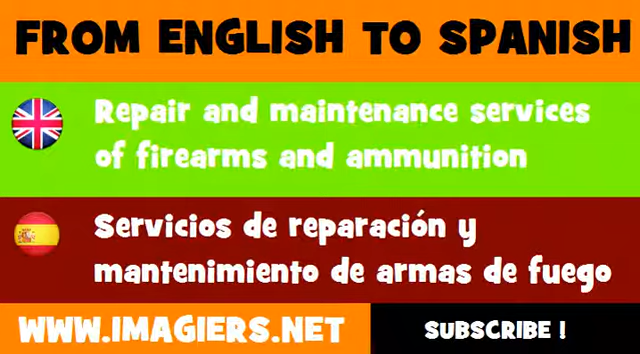 FROM ENGLISH TO SPANISH
Repair and maintenance services
of firearms and ammunition
Servicios de reparación y
mantenimiento de armas de fuego
WWW.IMAGIERS.NET
SUBSCRIBE !